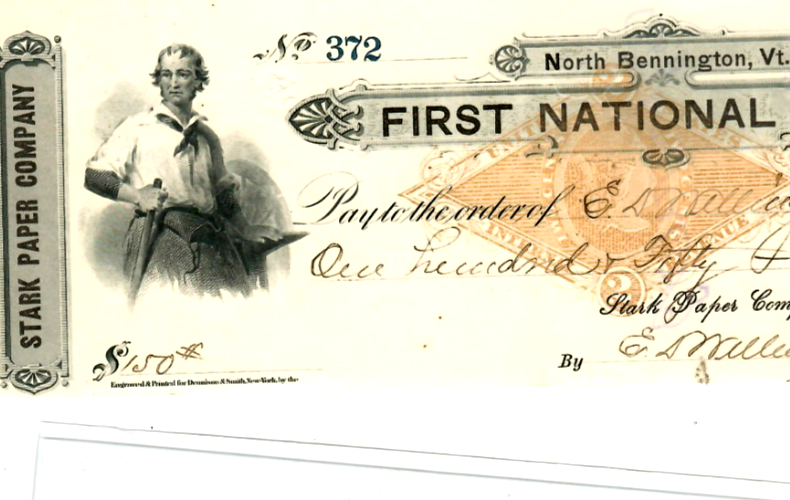 STARK PAPER COMPANY
Nº 372
North Bennington, Vt.
FIRST NATIONAL
Pay to the order of E. D.
One hundred & Fifty
Stark Paper Com
$150
By E D
Engraved & Printed for Dennison & Smith, New York, by the